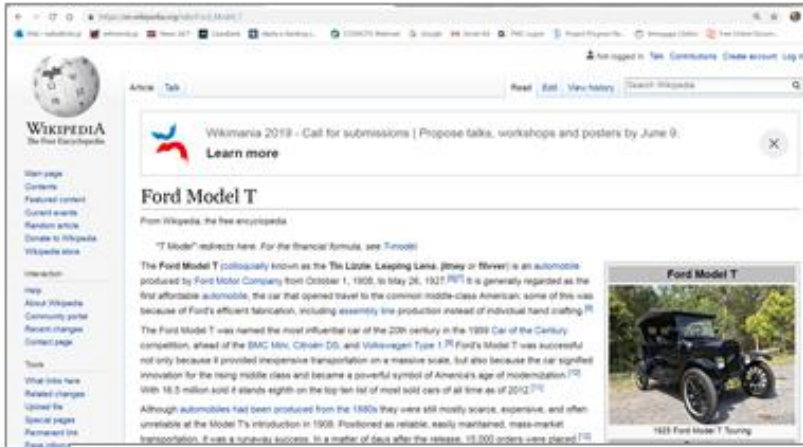 Not logged in Talk Contributions Create account Log in
Article Talk
Read Edit View history Search Wikipedia
WIKIPEDIA
The Free Encyclopedia
Wikimania 2019 - Call for submissions | Propose talks, workshops and posters by June 9.
Learn more
Main page
Contents
Featured content
Current events
Random article
Donate to Wikipedia
Wikipedia store
Interaction
Help
About Wikipedia
Community portal
Recent changes
Contact page
Tools
What links here
Related changes
Upload file
Special pages
Permanent link
Page information
Ford Model T
From Wikipedia, the free encyclopedia
"T Model" redirects here. For the financial formula, see T-model.
The Ford Model T (colloquially known as the Tin Lizzie, Leaping Lena, jitney or flivver) is an automobile
produced by Ford Motor Company from October 1, 1908, to May 26, 1927. It is generally regarded as the
first affordable automobile, the car that opened travel to the common middle-class American; some of this was
because of Ford's efficient fabrication, including assembly line production instead of individual hand crafting.
The Ford Model T was named the most influential car of the 20th century in the 1999 Car of the Century
competition, ahead of the BMC Mini, Citroën DS, and Volkswagen Type 1. Ford's Model T was successful
not only because it provided inexpensive transportation on a massive scale, but also because the car signified
innovation for the rising middle class and became a powerful symbol of America's age of modernization.
With 16.5 million sold it stands eighth on the top ten list of most sold cars of all time as of 2012.
Although automobiles had been produced from the 1880s they were still mostly scarce, expensive, and often
unreliable at the Model T's introduction in 1908. Positioned as reliable, easily maintained, mass-market
transportation, it was a runaway success. In a matter of days after the release, 15,000 orders were placed.
Ford Model T
1925 Ford Model T Touring